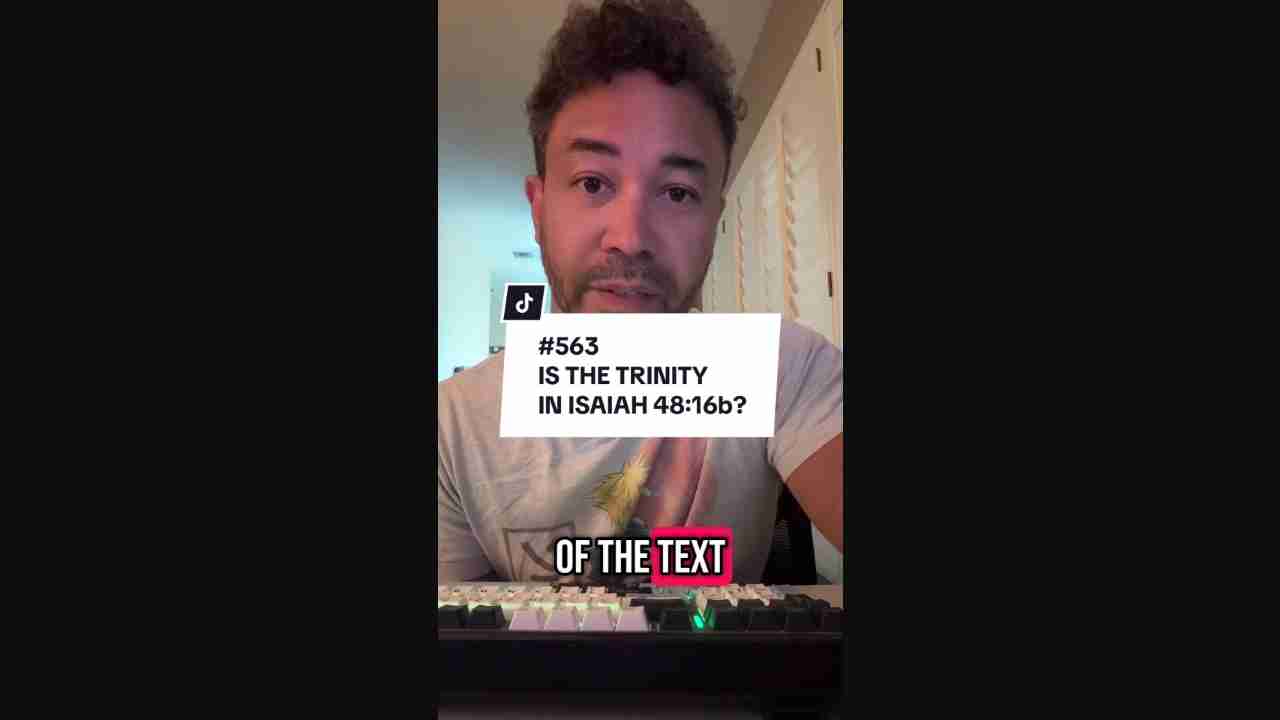 #563
IS THE TRINITY
IN ISAIAH 48:16b?
OF THE TEXT